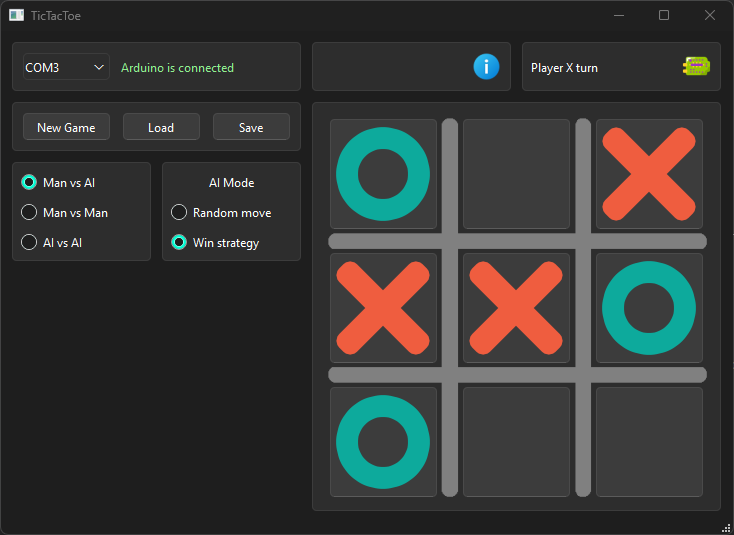 TicTacToe
COM3
Arduino is connected
Player X turn
New Game
Load
Save
Man vs AI
Man vs Man
AI vs AI
AI Mode
Random move
Win strategy